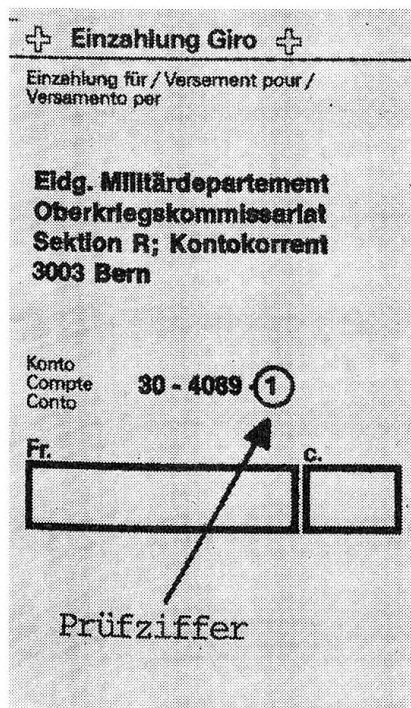 Einzahlung Giro
Einzahlung für / Versement pour /
Versamento per
Eidg. Militärdepartement
Oberkriegskommissariat
Sektion R; Kontokorrent
3003 Bern
Konto
Compte 30 - 4089 - 1
Conto
Fr. c.
Prüfziffer